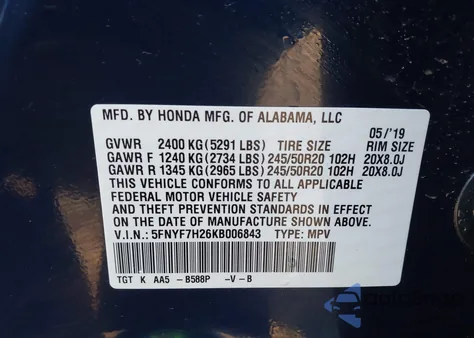 MFD. BY HONDA MFG. OF ALABAMA, LLC
05/'19
GVWR 2400 KG(5291 LBS) TIRE SIZE RIM SIZE
GAWR F 1240 KG(2734 LBS)245/50R20 102H 20X8.0J
GAWR R 1345 KG(2965 LBS)245/50R20 102H 20X8.0J
THIS VEHICLE CONFORMS TO ALL APPLICABLE
FEDERAL MOTOR VEHICLE SAFETY
AND THEFT PREVENTION STANDARDS IN EFFECT
ON THE DATE OF MANUFACTURE SHOWN ABOVE.
V.I.N.: 5FNYF7H26KB006843 TYPE: MPV
TGT K AA5 -B588P -V-B